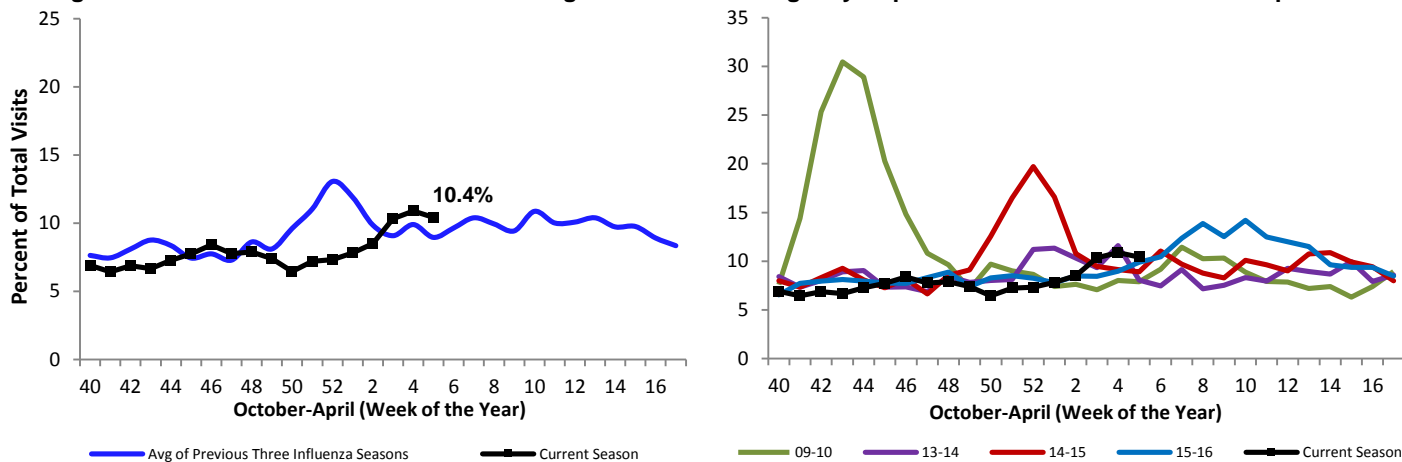 25
20
15
10
5
0
Percent of Total Visits
10.4%
40 42 44 46 48 50 52 2 4 6 8 10 12 14 16
October-April (Week of the Year)
Avg of Previous Three Influenza Seasons
Current Season
35
30
25
20
15
10
5
0
40 42 44 46 48 50 52 2 4 6 8 10 12 14 16
October-April (Week of the Year)
09-10
13-14
14-15
15-16
Current Season